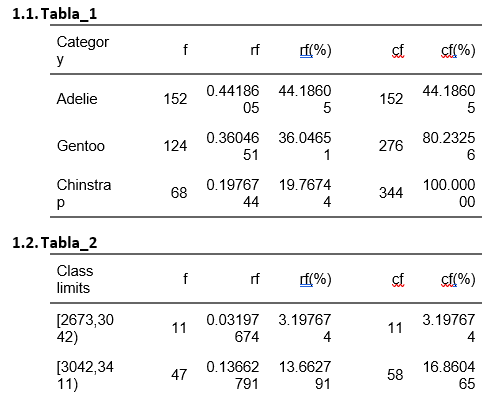 1.1. Tabla_1
Categor f rf rf(%) cf cf(%)
y
Adelie 152 0.44186 44.1860 152 44.1860
05 5 5
Gentoo 124 0.36046 36.0465 276 80.2325
51 1 6
Chinstra 68 0.19767 19.7674 344 100.000
p 44 4 00
1.2. Tabla_2
Class f rf rf(%) cf cf(%)
limits
[2673,30 11 0.03197 3.19767 11 3.19767
42) 674 4 4
[3042,34 47 0.13662 13.6627 58 16.8604
11) 791 91 65